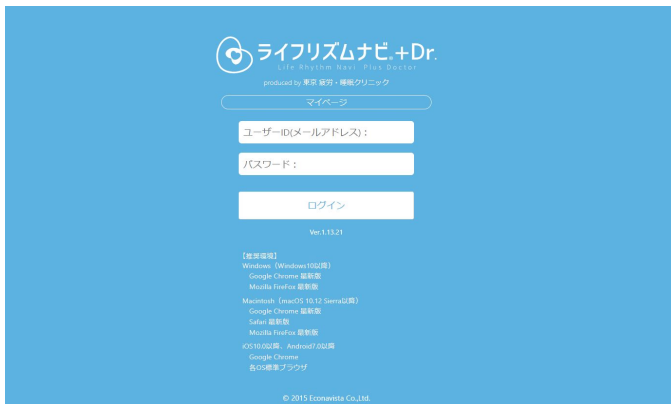 ライフリズムナビ®+Dr.
Life Rhythm Navi Plus Doctor
produced by 東京 疲労・睡眠クリニック
マイページ
ユーザーID(メールアドレス)：
パスワード：
ログイン
Ver.1.13.21
【推奨環境】
Windows（Windows10以降）
Google Chrome 最新版
Mozilla FireFox 最新版
Macintosh（macOS 10.12 Sierra以降）
Google Chrome 最新版
Safari 最新版
Mozilla FireFox 最新版
iOS10.0以降、Android7.0以降
Google Chrome
各OS標準ブラウザ
© 2015 Econavista Co.,Ltd.